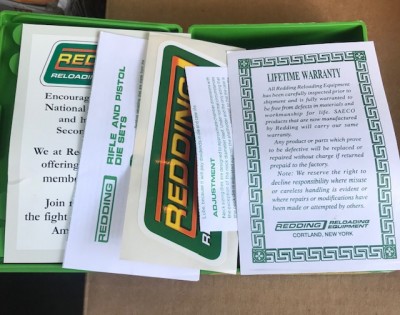 REDDING
RELOADING
Encourag
National
and h
Secon
We at Re
offering
membe
Join
the fight
Am
RIFLE AND PISTOL
DIE SETS
REDDING
REDDING
ADJUSTMENT
LIFETIME WARRANTY
All Redding Reloading Equipment
has been carefully inspected prior to
shipment and is fully warranted to
be free from defects in materials and
workmanship for life. SAECO
products that are now manufactured
by Redding will carry our same
warranty.
Any product or parts which prove
to be defective will be replaced or
repaired without charge if returned
prepaid to the factory.
Note: We reserve the right to
decline responsibility where misuse
or careless handling is evident or
where repairs or modifications have
been made or attempted by others.
REDDING RELOADING EQUIPMENT
CORTLAND, NEW YORK